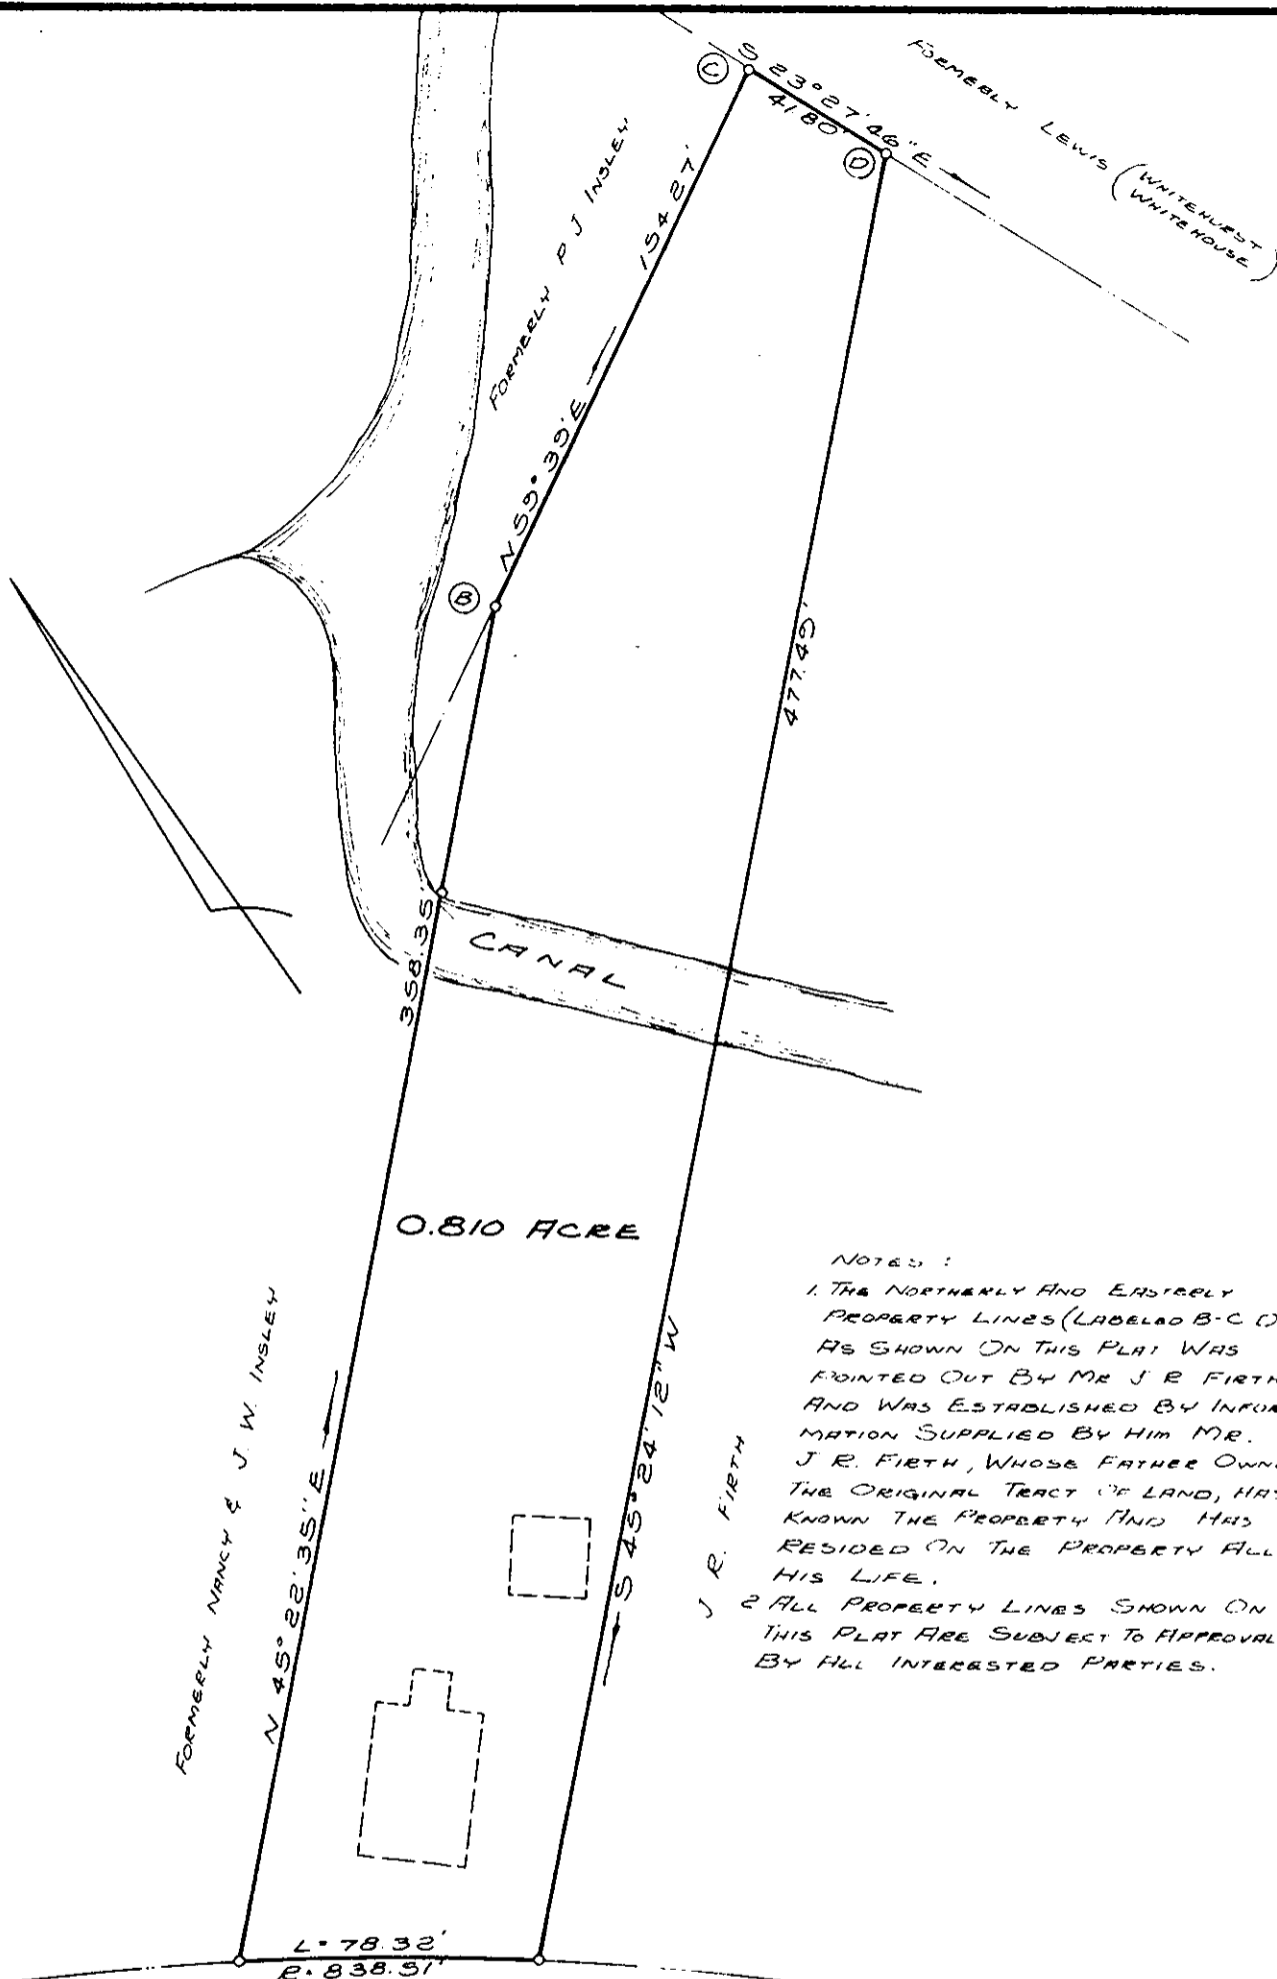 FORMERLY LEWIS (WHITEHURST
WHITEHOUSE)
C
S 23° 27' 46" E
41.80'
D
FORMERLY P J INSLEY
N 59° 39' E 154 27'
B
477.49'
358.35'
CANAL
0.810 ACRE
FORMERLY NANCY & J. W. INSLEY
N 45° 22' 35" E
S 45° 24' 12" W
J R. FIRTH
NOTES :
1. THE NORTHERLY AND EASTERLY
PROPERTY LINES (LABELED B-C D
AS SHOWN ON THIS PLAT WAS
POINTED OUT BY MR J R FIRTH
AND WAS ESTABLISHED BY INFOR
MATION SUPPLIED BY HIM MR.
J R. FIRTH, WHOSE FATHER OWN
THE ORIGINAL TRACT OF LAND, HA
KNOWN THE PROPERTY AND HAS
RESIDED ON THE PROPERTY ALL
HIS LIFE.
2 ALL PROPERTY LINES SHOWN ON
THIS PLAT ARE SUBJECT TO APPROVAL
BY ALL INTERESTED PARTIES.
L= 78.32'
R= 838.51'